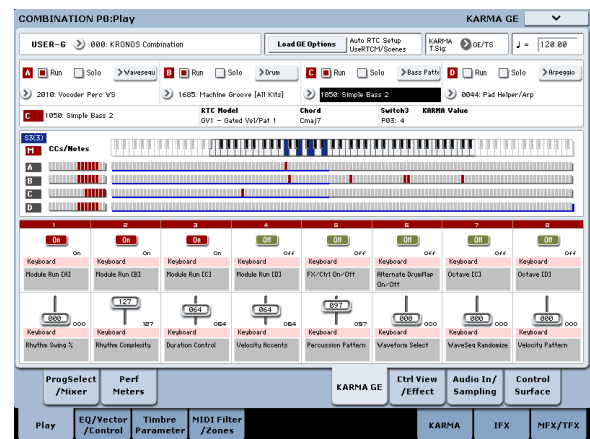 COMBINATION P0:Play KARMA GE
USER-G 000: KRONOS Combination Load GE Options Auto RTC Setup UseRTCM/Scenes KARMA T.Sig: GE/TS ♩= 120.00
A Run Solo >Wavesequ B Run Solo >Drum C Run Solo >Bass Patte D Run Solo >Arpeggio
2010: Vocoder Perc WS 1685: Machine Groove [All Kits] 1050: Simple Bass 2 0044: Pad Helper/Arp
C 1050: Simple Bass 2 RTC Model Chord Switch3 KARMA Value
GV1 - Gated Vel/Pat 1 Cmaj7 P03: 4
S3(3)
M CCs/Notes
A
B
C
D
1 2 3 4 5 6 7 8
On On On Off Off Off Off Off
On On On Off Off Off Off Off
Keyboard Keyboard Keyboard Keyboard Keyboard Keyboard Keyboard Keyboard
Module Run [A] Module Run [B] Module Run [C] Module Run [D] FX/Ctrl On/Off Alternate DrumMap Octave [C] Octave [D]
On/Off
000 127 064 064 097 000 000 000
000 127 064 064 097 000 000 000
Keyboard Keyboard Keyboard Keyboard Keyboard Keyboard Keyboard Keyboard
Rhythm Swing % Rhythm Complexity Duration Control Velocity Accents Percussion Pattern Waveform Select WaveSeq Randomize Velocity Pattern
ProgSelect /Mixer Perf Meters KARMA GE Ctrl View /Effect Audio In/ Sampling Control Surface
Play EQ/Vector /Control Timbre Parameter MIDI Filter /Zones KARMA IFX MFX/TFX